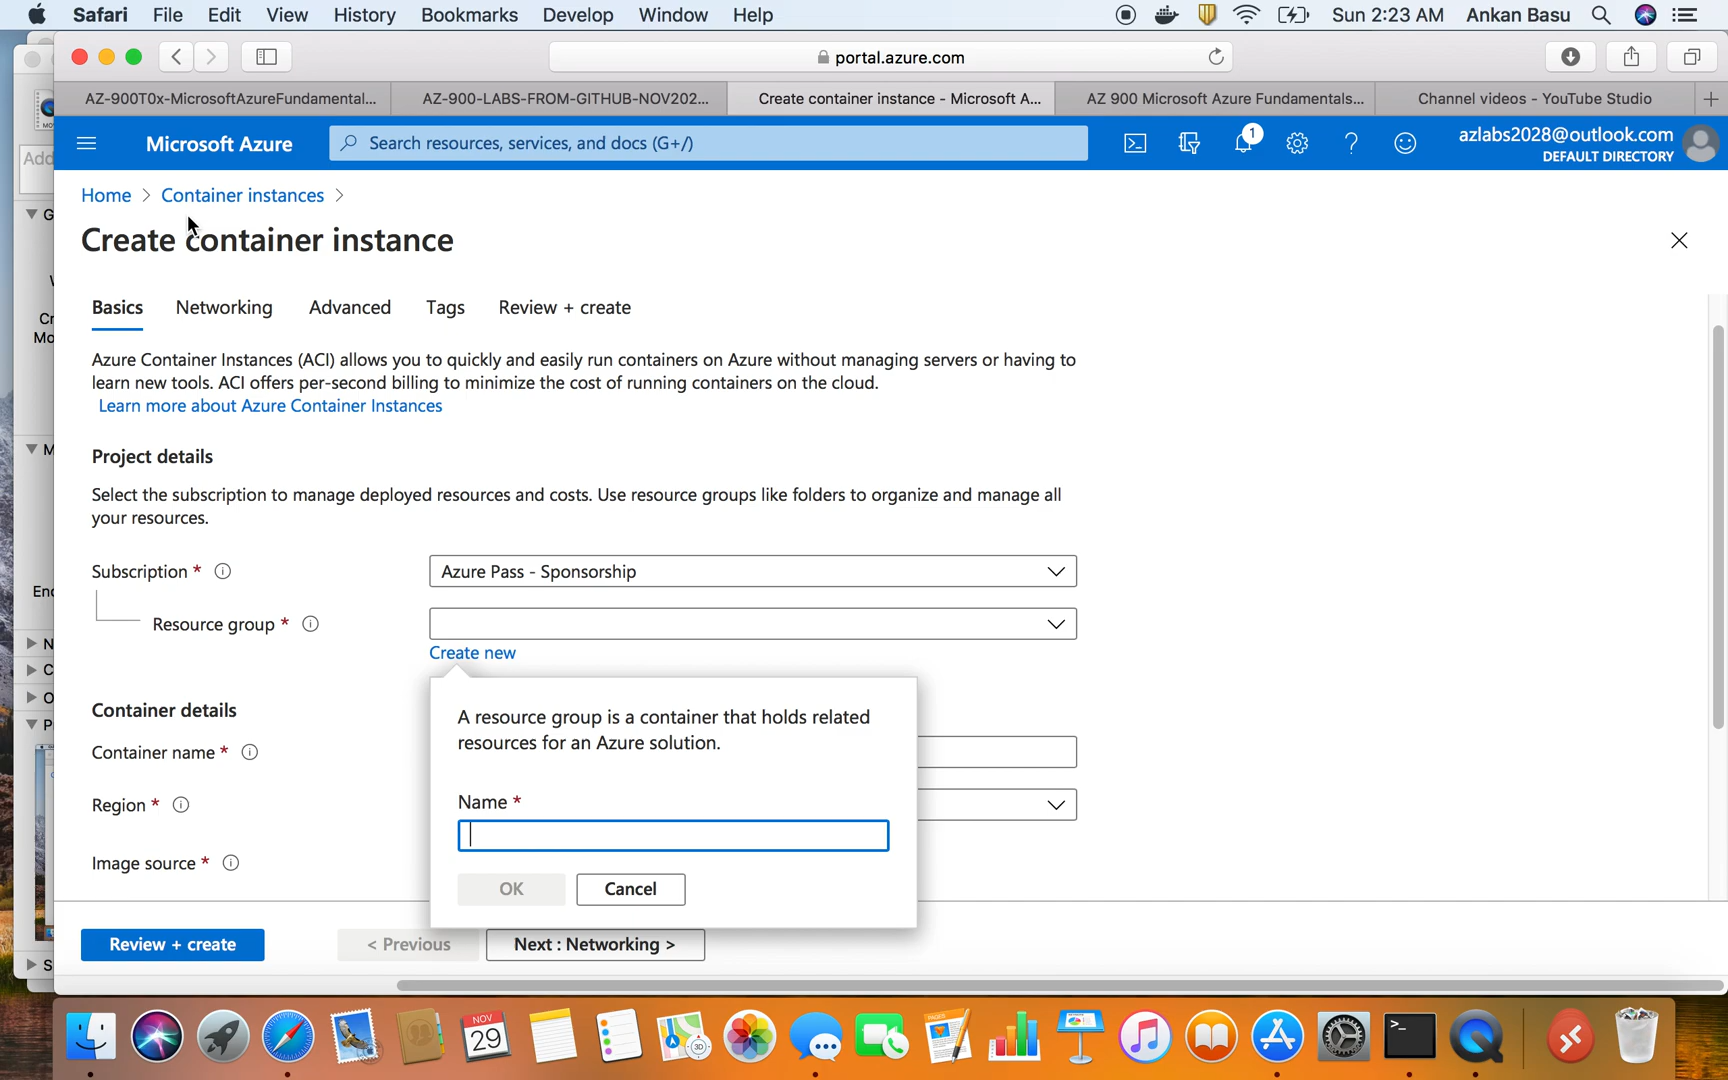 Safari File Edit View History Bookmarks Develop Window Help
Sun 2:23 AM Ankan Basu
portal.azure.com
AZ-900T0x-MicrosoftAzureFundamental...
AZ-900-LABS-FROM-GITHUB-NOV202...
Create container instance - Microsoft A...
AZ 900 Microsoft Azure Fundamentals...
Channel videos - YouTube Studio
Microsoft Azure
Search resources, services, and docs (G+/)
1
azlabs2028@outlook.com
DEFAULT DIRECTORY
Home > Container instances >
Create container instance
Basics Networking Advanced Tags Review + create
Azure Container Instances (ACI) allows you to quickly and easily run containers on Azure without managing servers or having to
learn new tools. ACI offers per-second billing to minimize the cost of running containers on the cloud.
Learn more about Azure Container Instances
Project details
Select the subscription to manage deployed resources and costs. Use resource groups like folders to organize and manage all
your resources.
Subscription *
Azure Pass - Sponsorship
Resource group *
Create new
A resource group is a container that holds related
resources for an Azure solution.
Name *
OK Cancel
Container details
Container name *
Region *
Image source *
Review + create
< Previous
Next : Networking >
Add
NOV
29
PAGES
3D